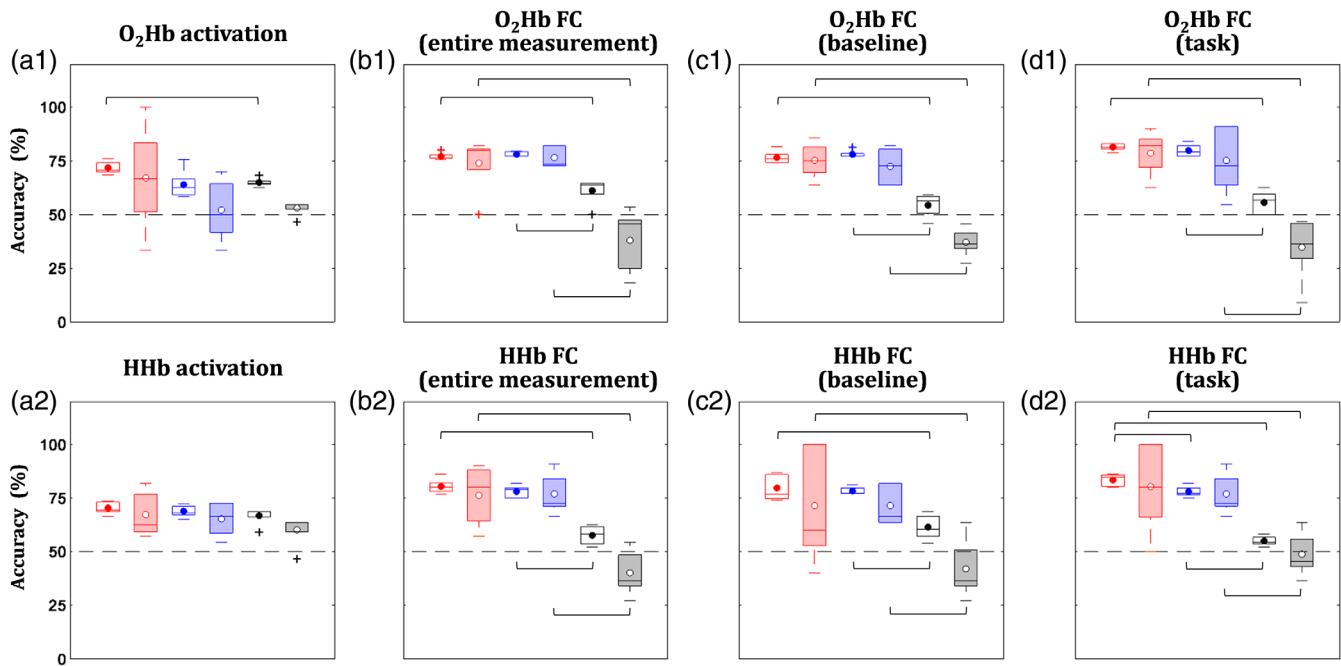 O₂Hb activation
O₂Hb FC
(entire measurement)
O₂Hb FC
(baseline)
O₂Hb FC
(task)
(a1)
(b1)
(c1)
(d1)
Accuracy (%)
100
75
50
25
0
HHb activation
HHb FC
(entire measurement)
HHb FC
(baseline)
HHb FC
(task)
(a2)
(b2)
(c2)
(d2)
Accuracy (%)
100
75
50
25
0